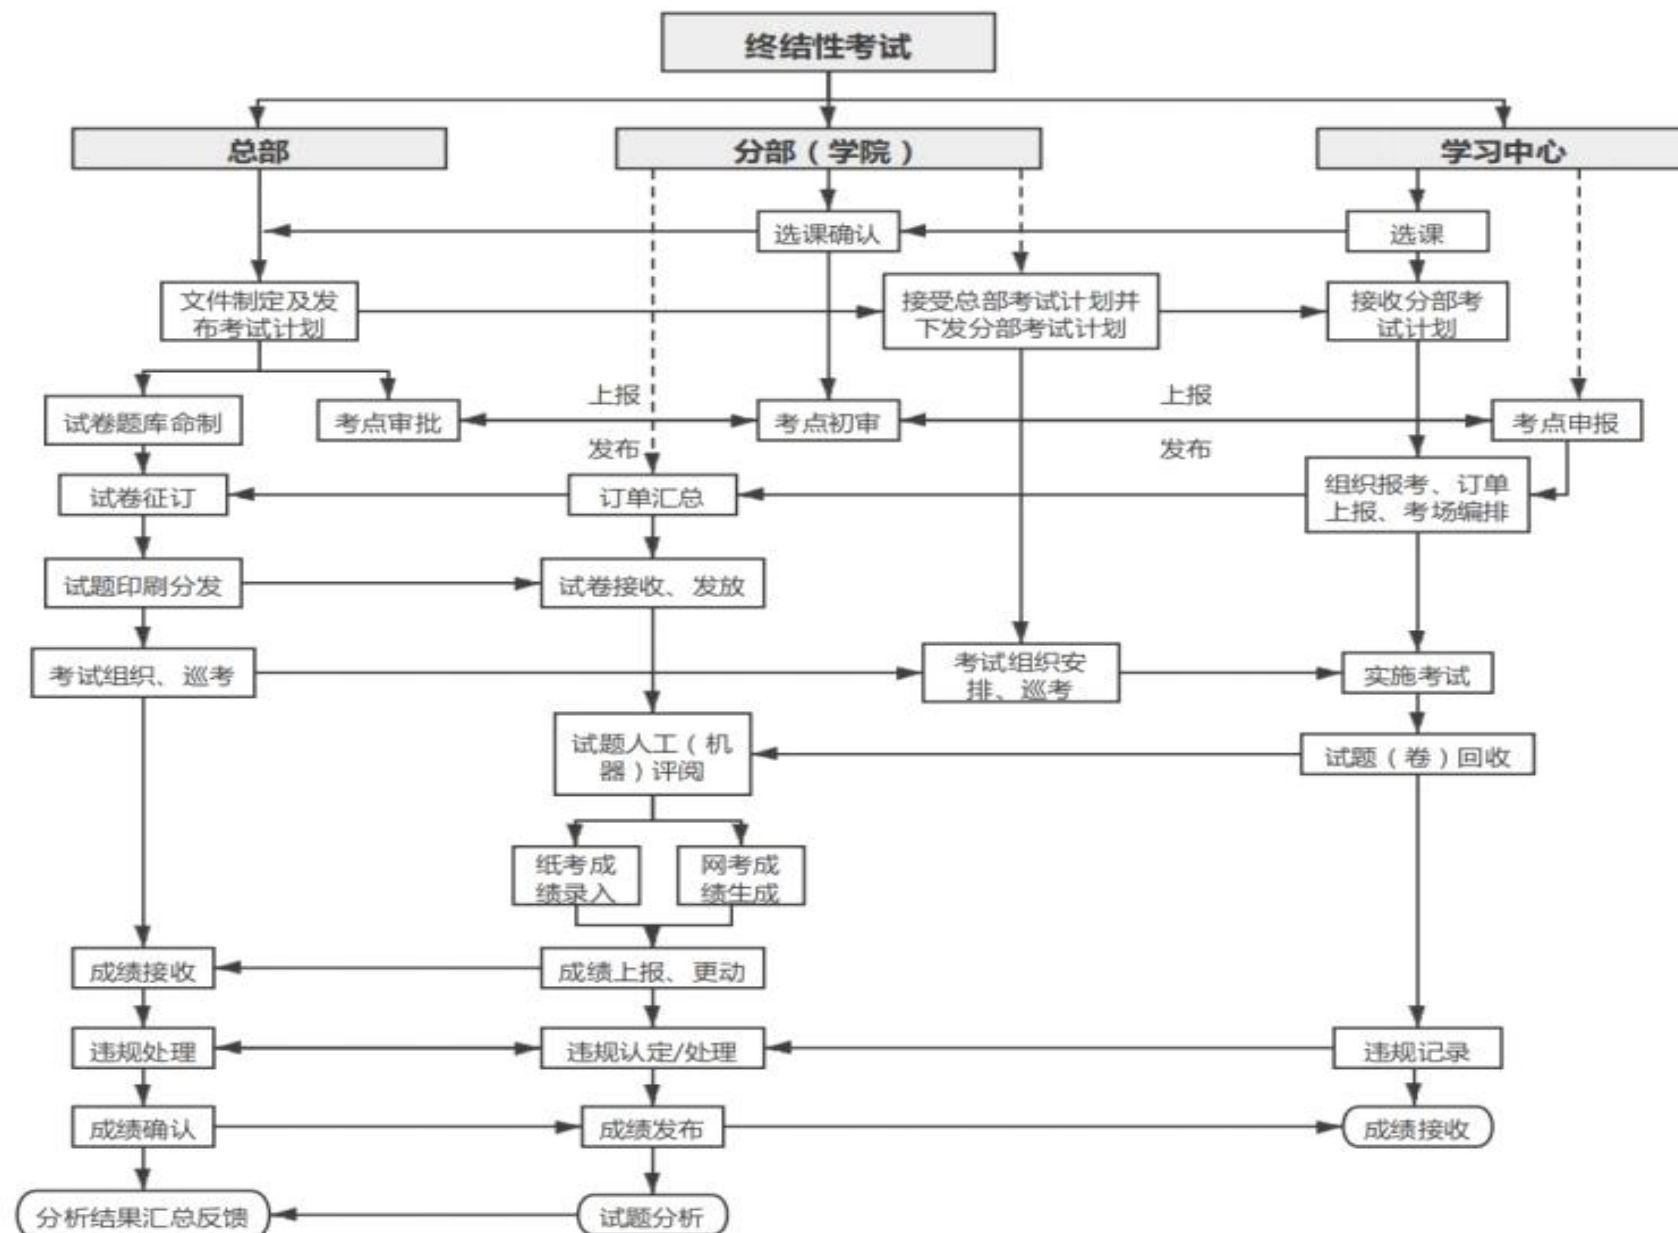 终结性考试
总部
分部（学院）
学习中心
选课确认
选课
文件制定及发
布考试计划
接受总部考试计划并
下发分部考试计划
接收分部考
试计划
上报
上报
试卷题库命制
考点审批
考点初审
考点申报
发布
发布
试卷征订
订单汇总
组织报考、订单
上报、考场编排
试题印刷分发
试卷接收、发放
考试组织、巡考
考试组织安
排、巡考
实施考试
试题人工（机
器）评阅
试题（卷）回收
纸考成
绩录入
网考成
绩生成
成绩接收
成绩上报、更动
违规处理
违规认定/处理
违规记录
成绩确认
成绩发布
成绩接收
分析结果汇总反馈
试题分析